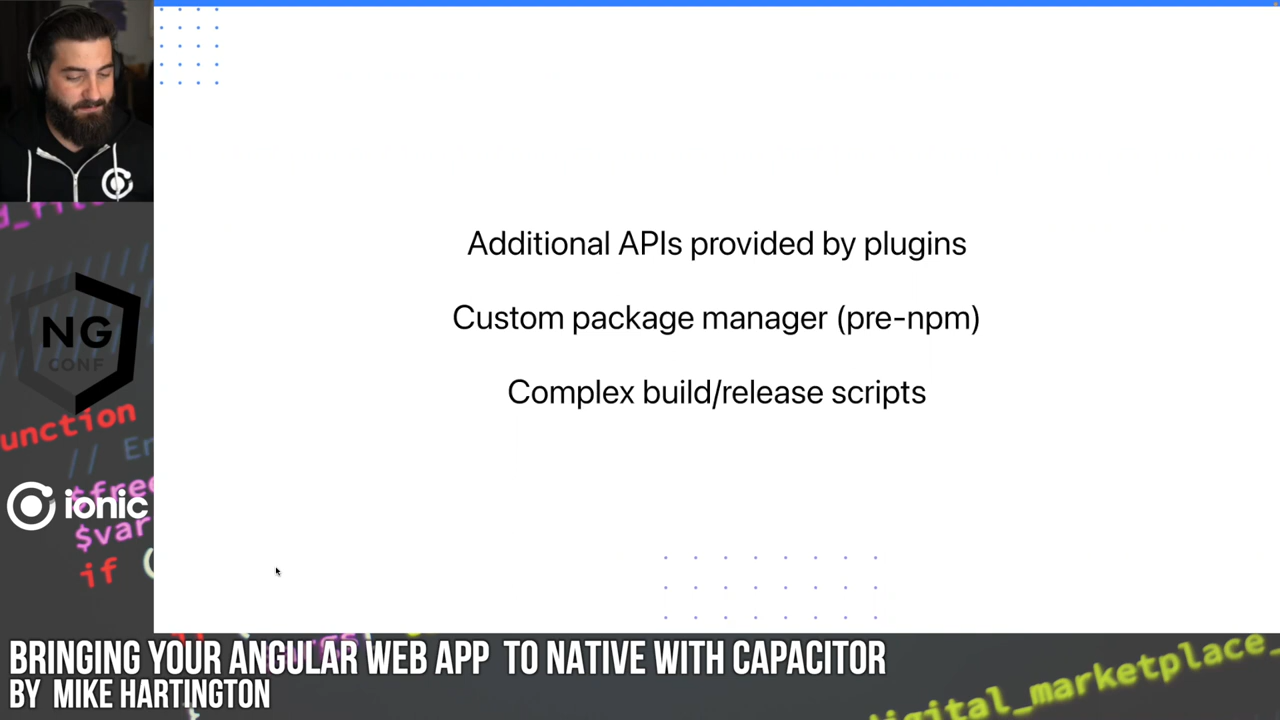 Additional APIs provided by plugins
Custom package manager (pre-npm)
Complex build/release scripts
NG
CONF
unction
ionic
$var
if (
BRINGING YOUR ANGULAR WEB APP TO NATIVE WITH CAPACITOR
BY MIKE HARTINGTON
digital_marketplace_